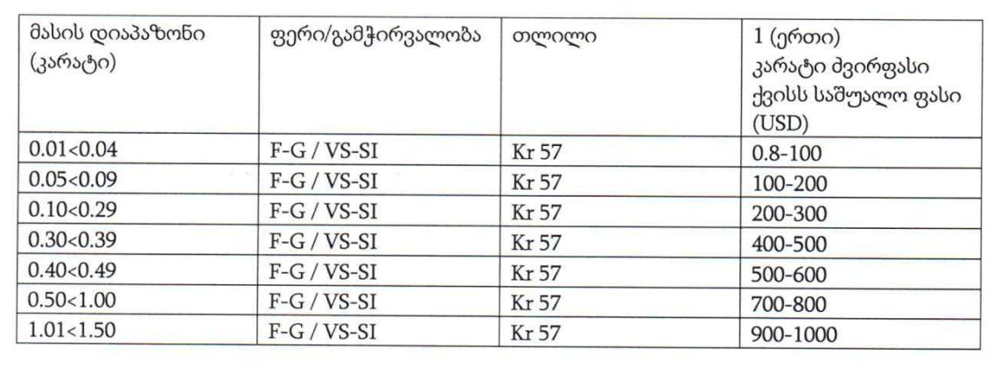 მასის დიაპაზონი ფერი/გამჭირვალობა თლილი 1 (ერთი)
(კარატი) კარატი ძვირფასი
ქვისს საშუალო ფასი
(USD)
0.01<0.04 F-G / VS-SI Kr 57 0.8-100
0.05<0.09 F-G / VS-SI Kr 57 100-200
0.10<0.29 F-G / VS-SI Kr 57 200-300
0.30<0.39 F-G / VS-SI Kr 57 400-500
0.40<0.49 F-G / VS-SI Kr 57 500-600
0.50<1.00 F-G / VS-SI Kr 57 700-800
1.01<1.50 F-G / VS-SI Kr 57 900-1000